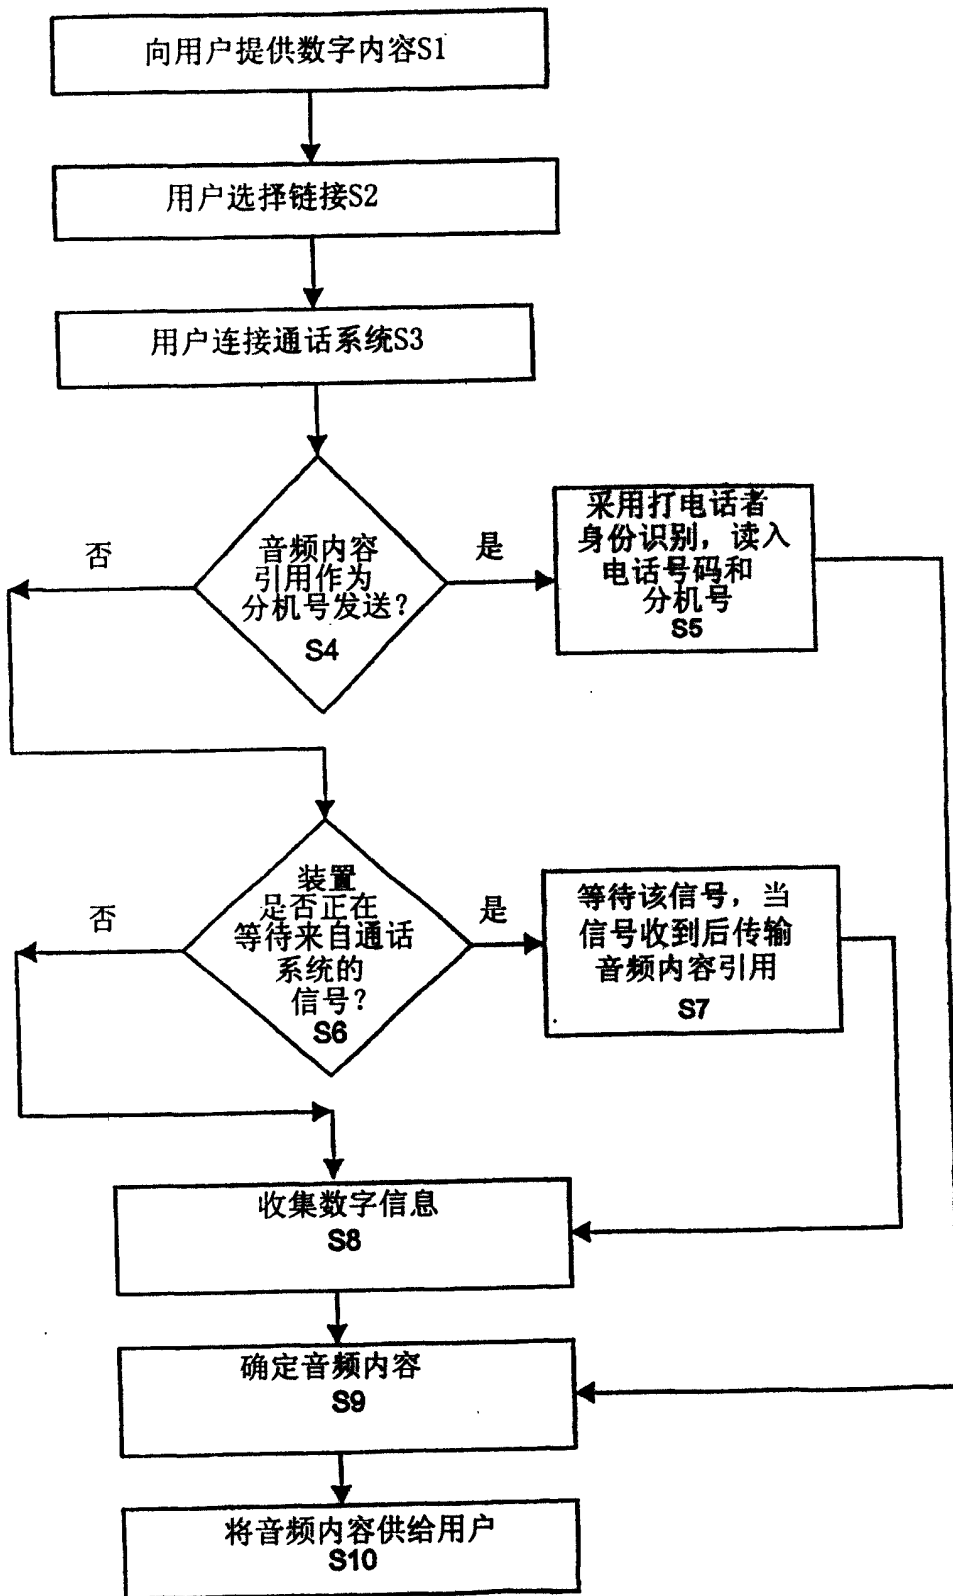 向用户提供数字内容S1
用户选择链接S2
用户连接通话系统S3
音频内容
引用作为
分机号发送？
S4
否
是
采用打电话者
身份识别，读入
电话号码和
分机号
S5
装置
是否正在
等待来自通话
系统的
信号？
S6
否
是
等待该信号，当
信号收到后传输
音频内容引用
S7
收集数字信息
S8
确定音频内容
S9
将音频内容供给用户
S10